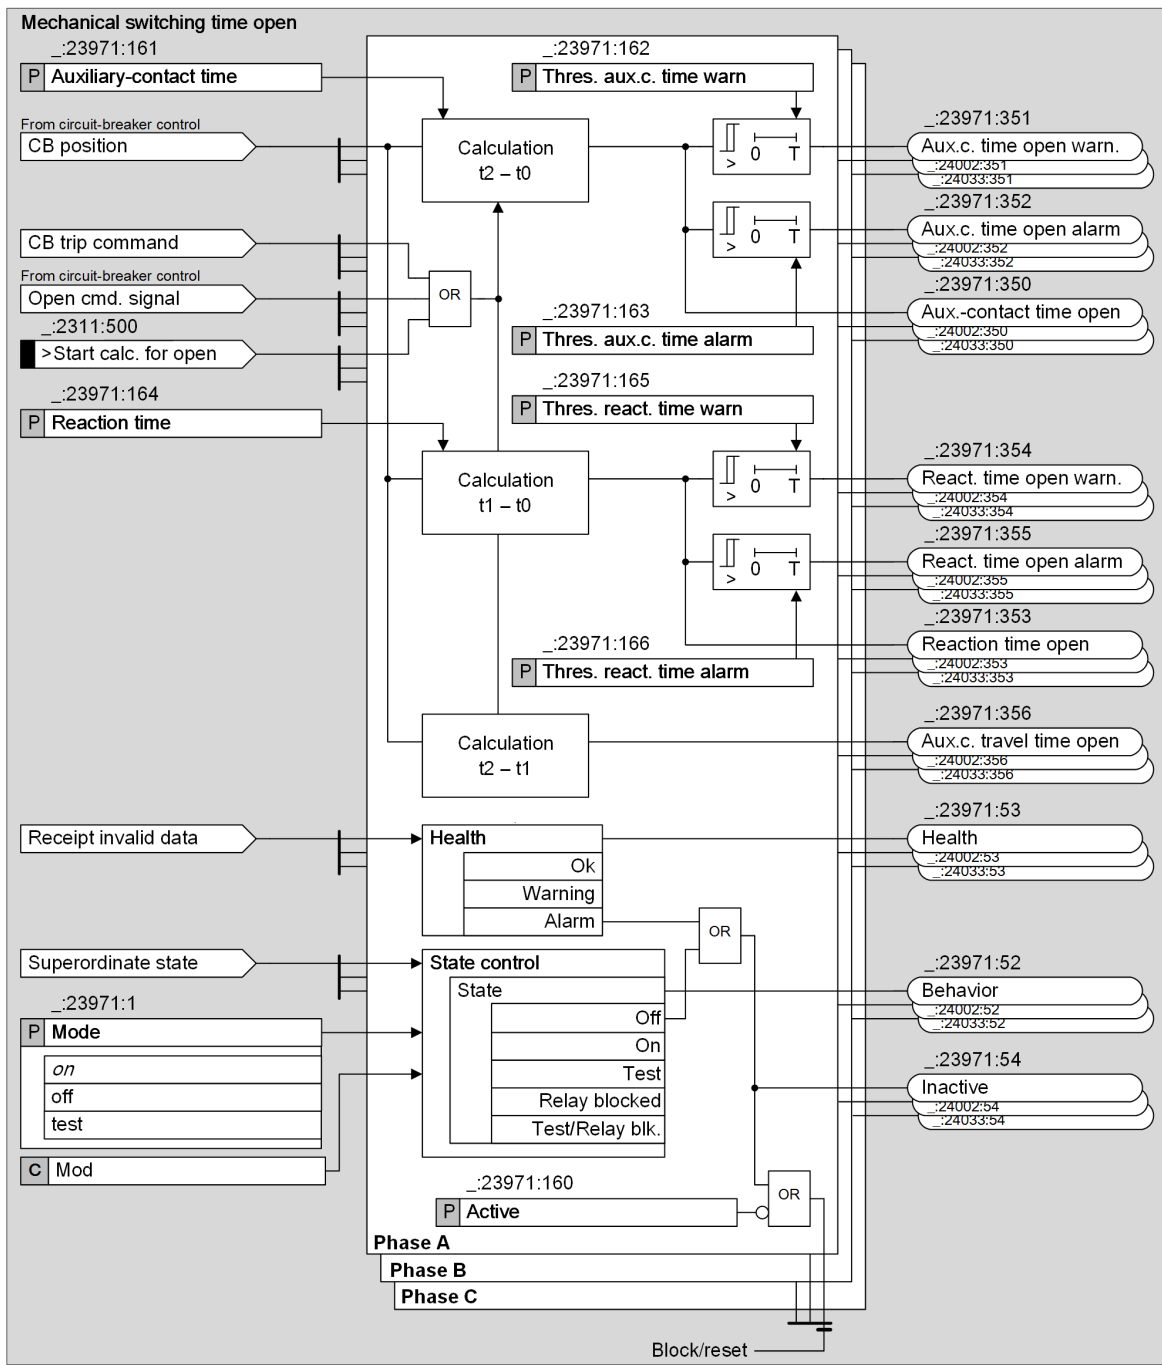 Mechanical switching time open
_:23971:161
P Auxiliary-contact time
_:23971:162
P Thres. aux.c. time warn
From circuit-breaker control
CB position
Calculation
t2 – t0
> 0 T
_:23971:351
Aux.c. time open warn.
_:24002:351
_:24033:351
CB trip command
> 0 T
_:23971:352
Aux.c. time open alarm
_:24002:352
_:24033:352
From circuit-breaker control
Open cmd. signal
OR
_:23971:350
Aux.-contact time open
_:24002:350
_:24033:350
_:2311:500
>Start calc. for open
_:23971:163
P Thres. aux.c. time alarm
_:23971:164
P Reaction time
_:23971:165
P Thres. react. time warn
Calculation
t1 – t0
> 0 T
_:23971:354
React. time open warn.
_:24002:354
_:24033:354
> 0 T
_:23971:355
React. time open alarm
_:24002:355
_:24033:355
_:23971:166
P Thres. react. time alarm
_:23971:353
Reaction time open
_:24002:353
_:24033:353
Calculation
t2 – t1
_:23971:356
Aux.c. travel time open
_:24002:356
_:24033:356
Receipt invalid data
Health
Ok
Warning
Alarm
OR
_:23971:53
Health
_:24002:53
_:24033:53
Superordinate state
State control
State
Off
On
Test
Relay blocked
Test/Relay blk.
_:23971:52
Behavior
_:24002:52
_:24033:52
_:23971:1
P Mode
on
off
test
C Mod
_:23971:54
Inactive
_:24002:54
_:24033:54
_:23971:160
P Active
OR
Phase A
Phase B
Phase C
Block/reset